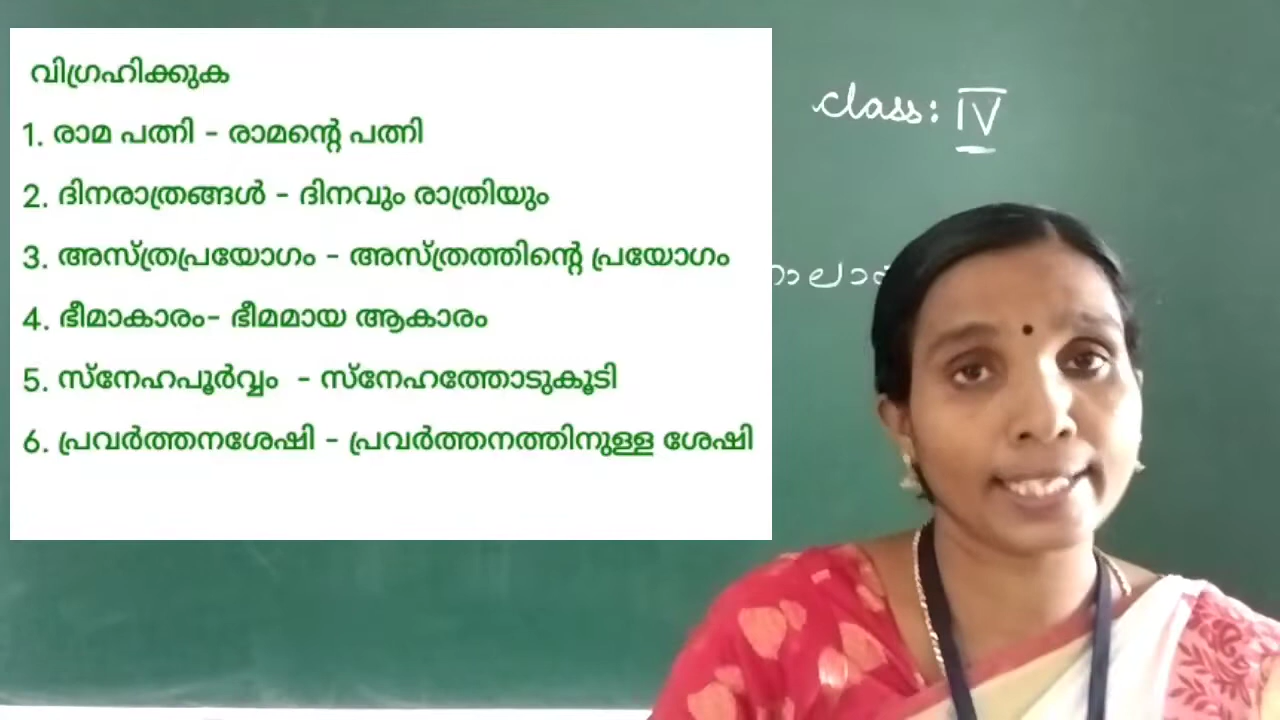 വിഗ്രഹിക്കുക
1. രാമ പത്നി - രാമന്റെ പത്നി
2. ദിനരാത്രങ്ങൾ - ദിനവും രാത്രിയും
3. അസ്ത്രപ്രയോഗം - അസ്ത്രത്തിന്റെ പ്രയോഗം
4. ഭീമാകാരം- ഭീമമായ ആകാരം
5. സ്നേഹപൂർവ്വം - സ്നേഹത്തോടുകൂടി
6. പ്രവർത്തനശേഷി - പ്രവർത്തനത്തിനുള്ള ശേഷി
class: IV